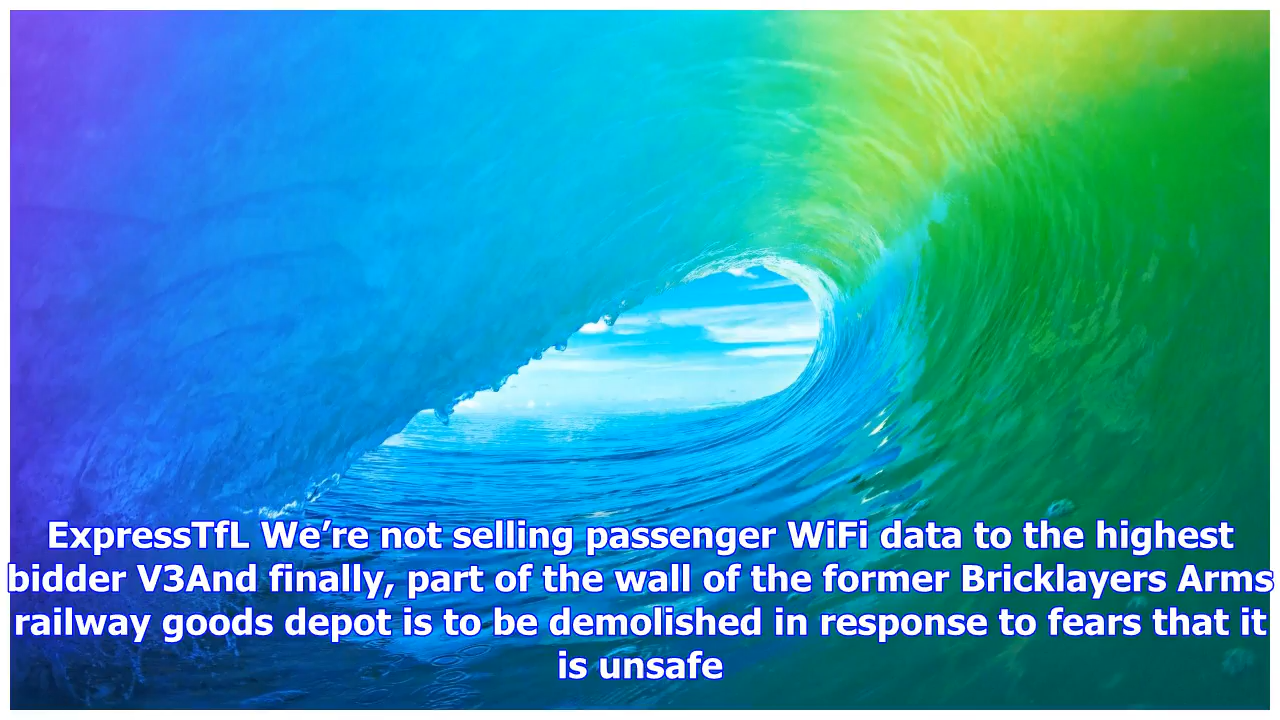 ExpressTfL We’re not selling passenger WiFi data to the highest
bidder V3And finally, part of the wall of the former Bricklayers Arms
railway goods depot is to be demolished in response to fears that it
is unsafe